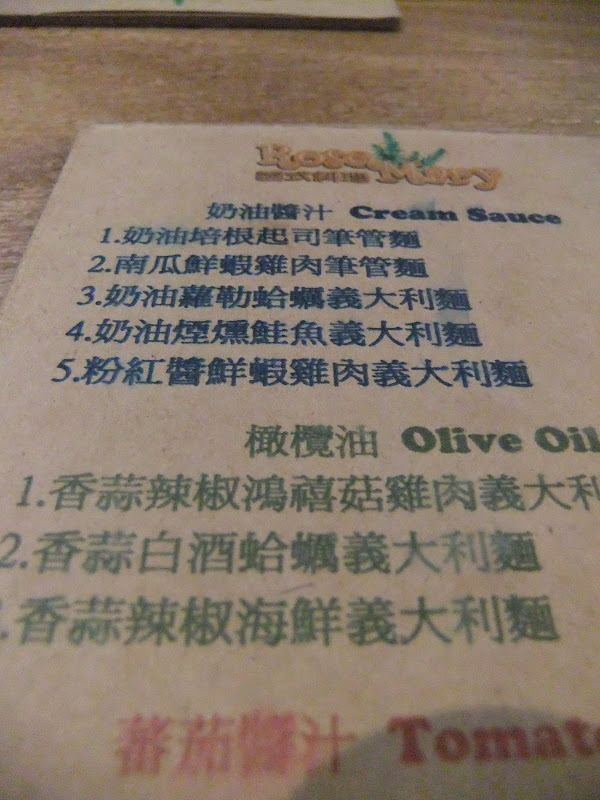 Rose Mary
義式料理
奶油醬汁 Cream Sauce
1.奶油培根起司筆管麵
2.南瓜鮮蝦雞肉筆管麵
3.奶油蘿勒蛤蠣義大利麵
4.奶油煙燻鮭魚義大利麵
5.粉紅醬鮮蝦雞肉義大利麵
橄欖油 Olive Oil
1.香蒜辣椒鴻禧菇雞肉義大利
2.香蒜白酒蛤蠣義大利麵
.香蒜辣椒海鮮義大利麵
蕃茄醬汁 Tomato